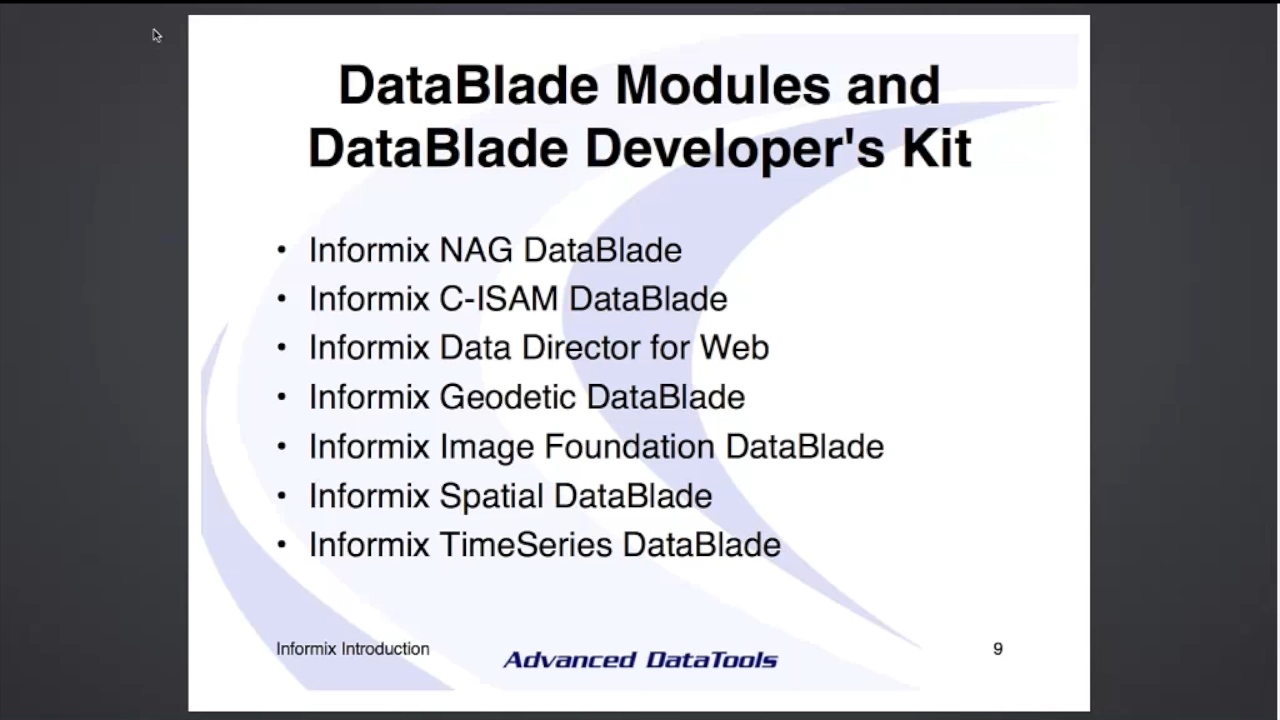 DataBlade Modules and
DataBlade Developer's Kit
• Informix NAG DataBlade
• Informix C-ISAM DataBlade
• Informix Data Director for Web
• Informix Geodetic DataBlade
• Informix Image Foundation DataBlade
• Informix Spatial DataBlade
• Informix TimeSeries DataBlade
Informix Introduction
Advanced DataTools
9